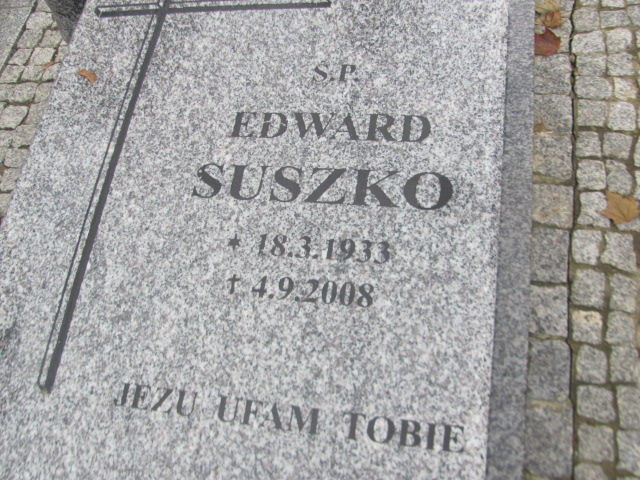 S.P.
EDWARD
SUSZKO
* 18.3.1933
† 4.9.2008
JEZU UFAM TOBIE